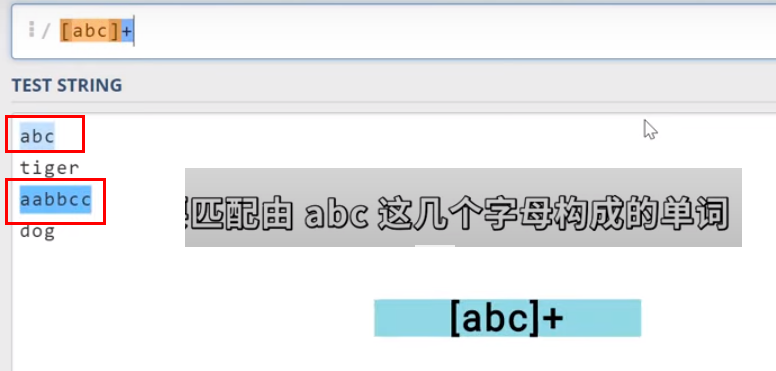 / [abc]+
TEST STRING
abc
tiger
aabbcc
dog
匹配由 abc 这几个字母构成的单词
[abc]+